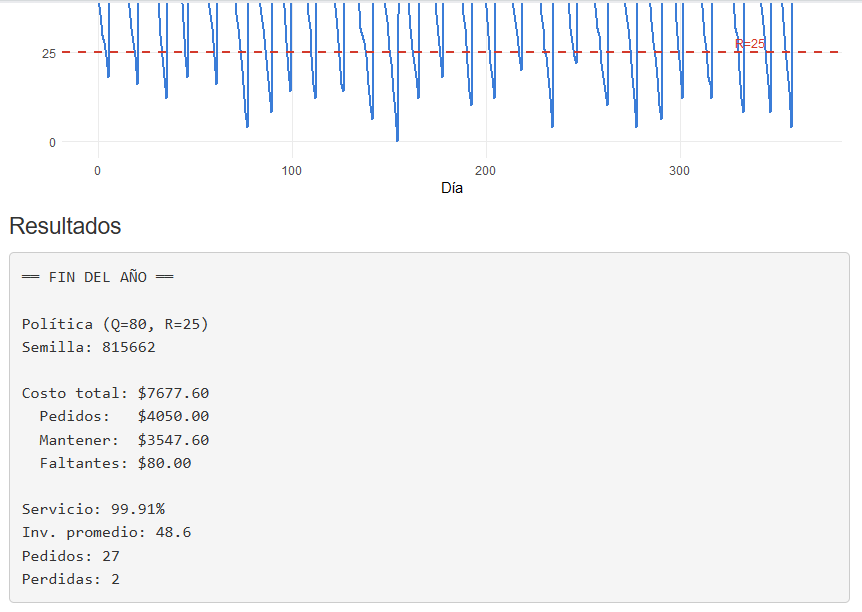 R=25
25
0
0 100 200 300
Día
Resultados
══ FIN DEL AÑO ══
Política (Q=80, R=25)
Semilla: 815662
Costo total: $7677.60
Pedidos: $4050.00
Mantener: $3547.60
Faltantes: $80.00
Servicio: 99.91%
Inv. promedio: 48.6
Pedidos: 27
Perdidas: 2